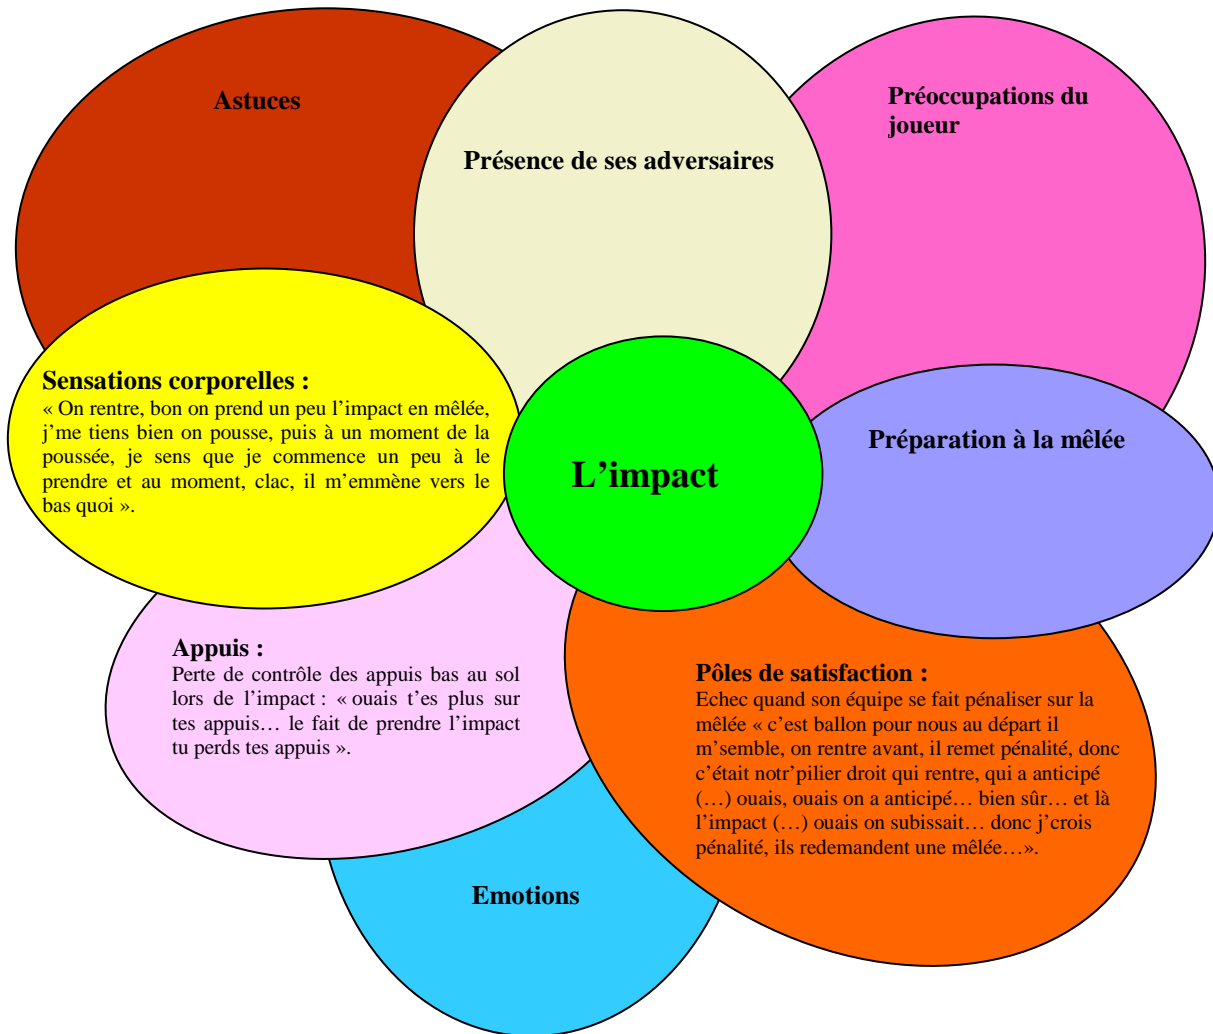 Astuces
Présence de ses adversaires
Préoccupations du
joueur
Sensations corporelles :
« On rentre, bon on prend un peu l’impact en mêlée,
j’me tiens bien on pousse, puis à un moment de la
poussée, je sens que je commence un peu à le
prendre et au moment, clac, il m’emmène vers le
bas quoi ».
L’impact
Préparation à la mêlée
Appuis :
Perte de contrôle des appuis bas au sol
lors de l’impact : « ouais t’es plus sur
tes appuis… le fait de prendre l’impact
tu perds tes appuis ».
Pôles de satisfaction :
Echec quand son équipe se fait pénaliser sur la
mêlée « c’est ballon pour nous au départ il
m’semble, on rentre avant, il remet pénalité, donc
c’était notr’pilier droit qui rentre, qui a anticipé
(…) ouais, ouais on a anticipé… bien sûr… et là
l’impact (…) ouais on subissait… donc j’crois
pénalité, ils redemandent une mêlée…».
Emotions